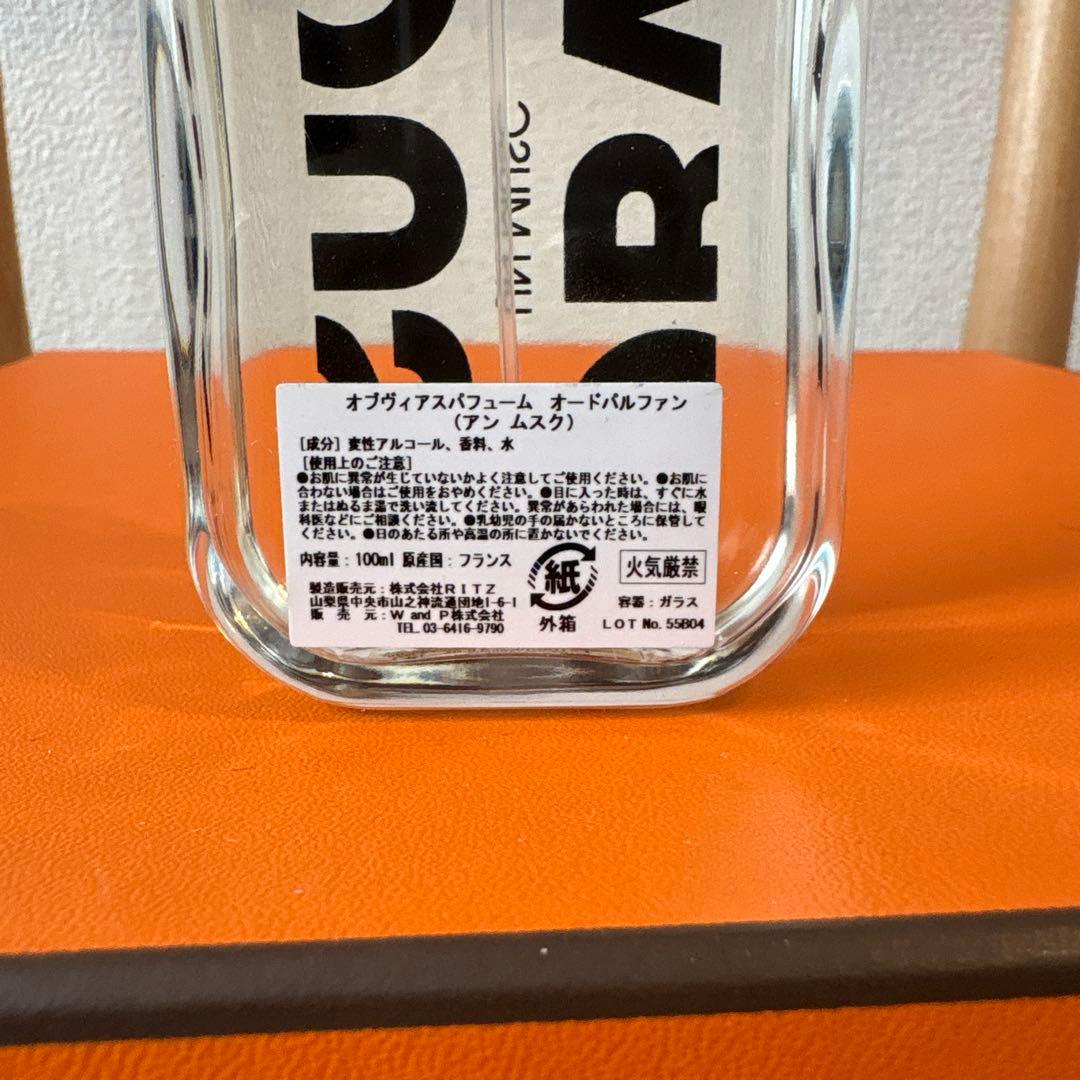 オブヴィアスパフューム オードパルファン
(アン ムスク)
[成分] 変性アルコール、香料、水
[使用上のご注意]
●お肌に異常が生じていないかよく注意してご使用ください。●お肌に
合わない場合はご使用をおやめください。●目に入った時は、すぐに水
またはぬるま湯で洗い流してください。異常があらわれた場合には、眼
科医などにご相談ください。●乳幼児の手の届かないところに保管して
ください。●日のあたる所や高温の所に置かないでください。
内容量：100ml 原産国：フランス
紙
外箱
火気厳禁
製造販売元：株式会社RITZ
山梨県中央市山之神流通団地1-6-1
販 売 元：W and P株式会社
TEL. 03-6416-9790
容器：ガラス
LOT No. 55B04